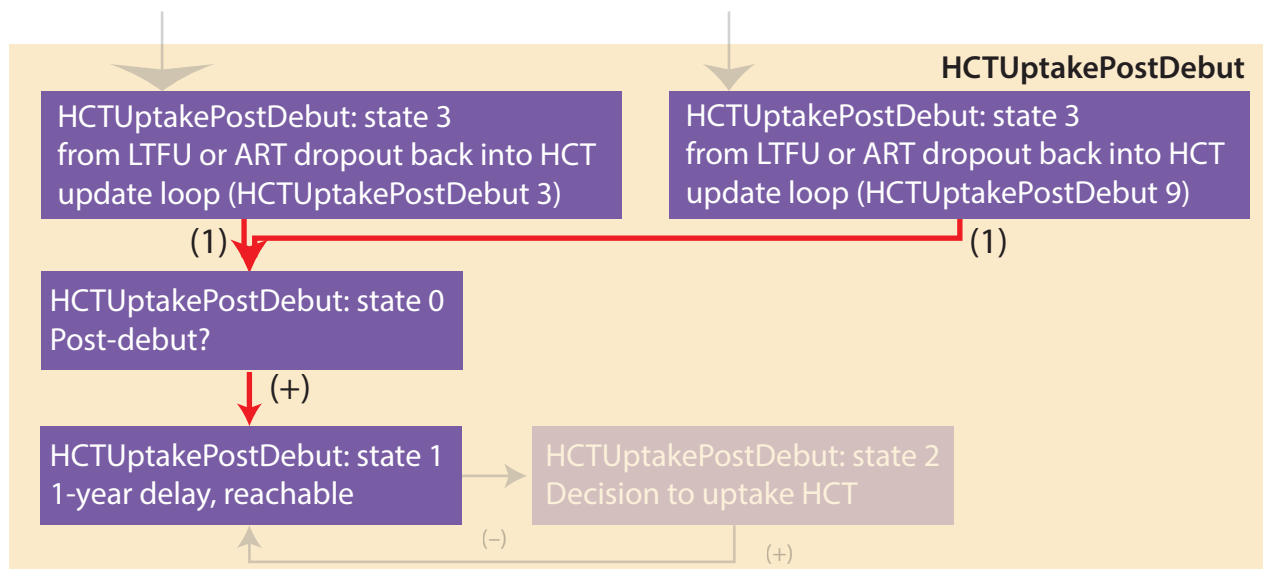 HCTUptakePostDebut
HCTUptakePostDebut: state 3
from LTFU or ART dropout back into HCT
update loop (HCTUptakePostDebut 3)
HCTUptakePostDebut: state 3
from LTFU or ART dropout back into HCT
update loop (HCTUptakePostDebut 9)
(1)
(1)
HCTUptakePostDebut: state 0
Post-debut?
(+)
HCTUptakePostDebut: state 1
1-year delay, reachable
HCTUptakePostDebut: state 2
Decision to uptake HCT
(–)
(+)